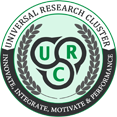 UNIVERSAL RESEARCH CLUSTER
U R
C
INNOVATE, INTEGRATE, MOTIVATE & PERFORMANCE